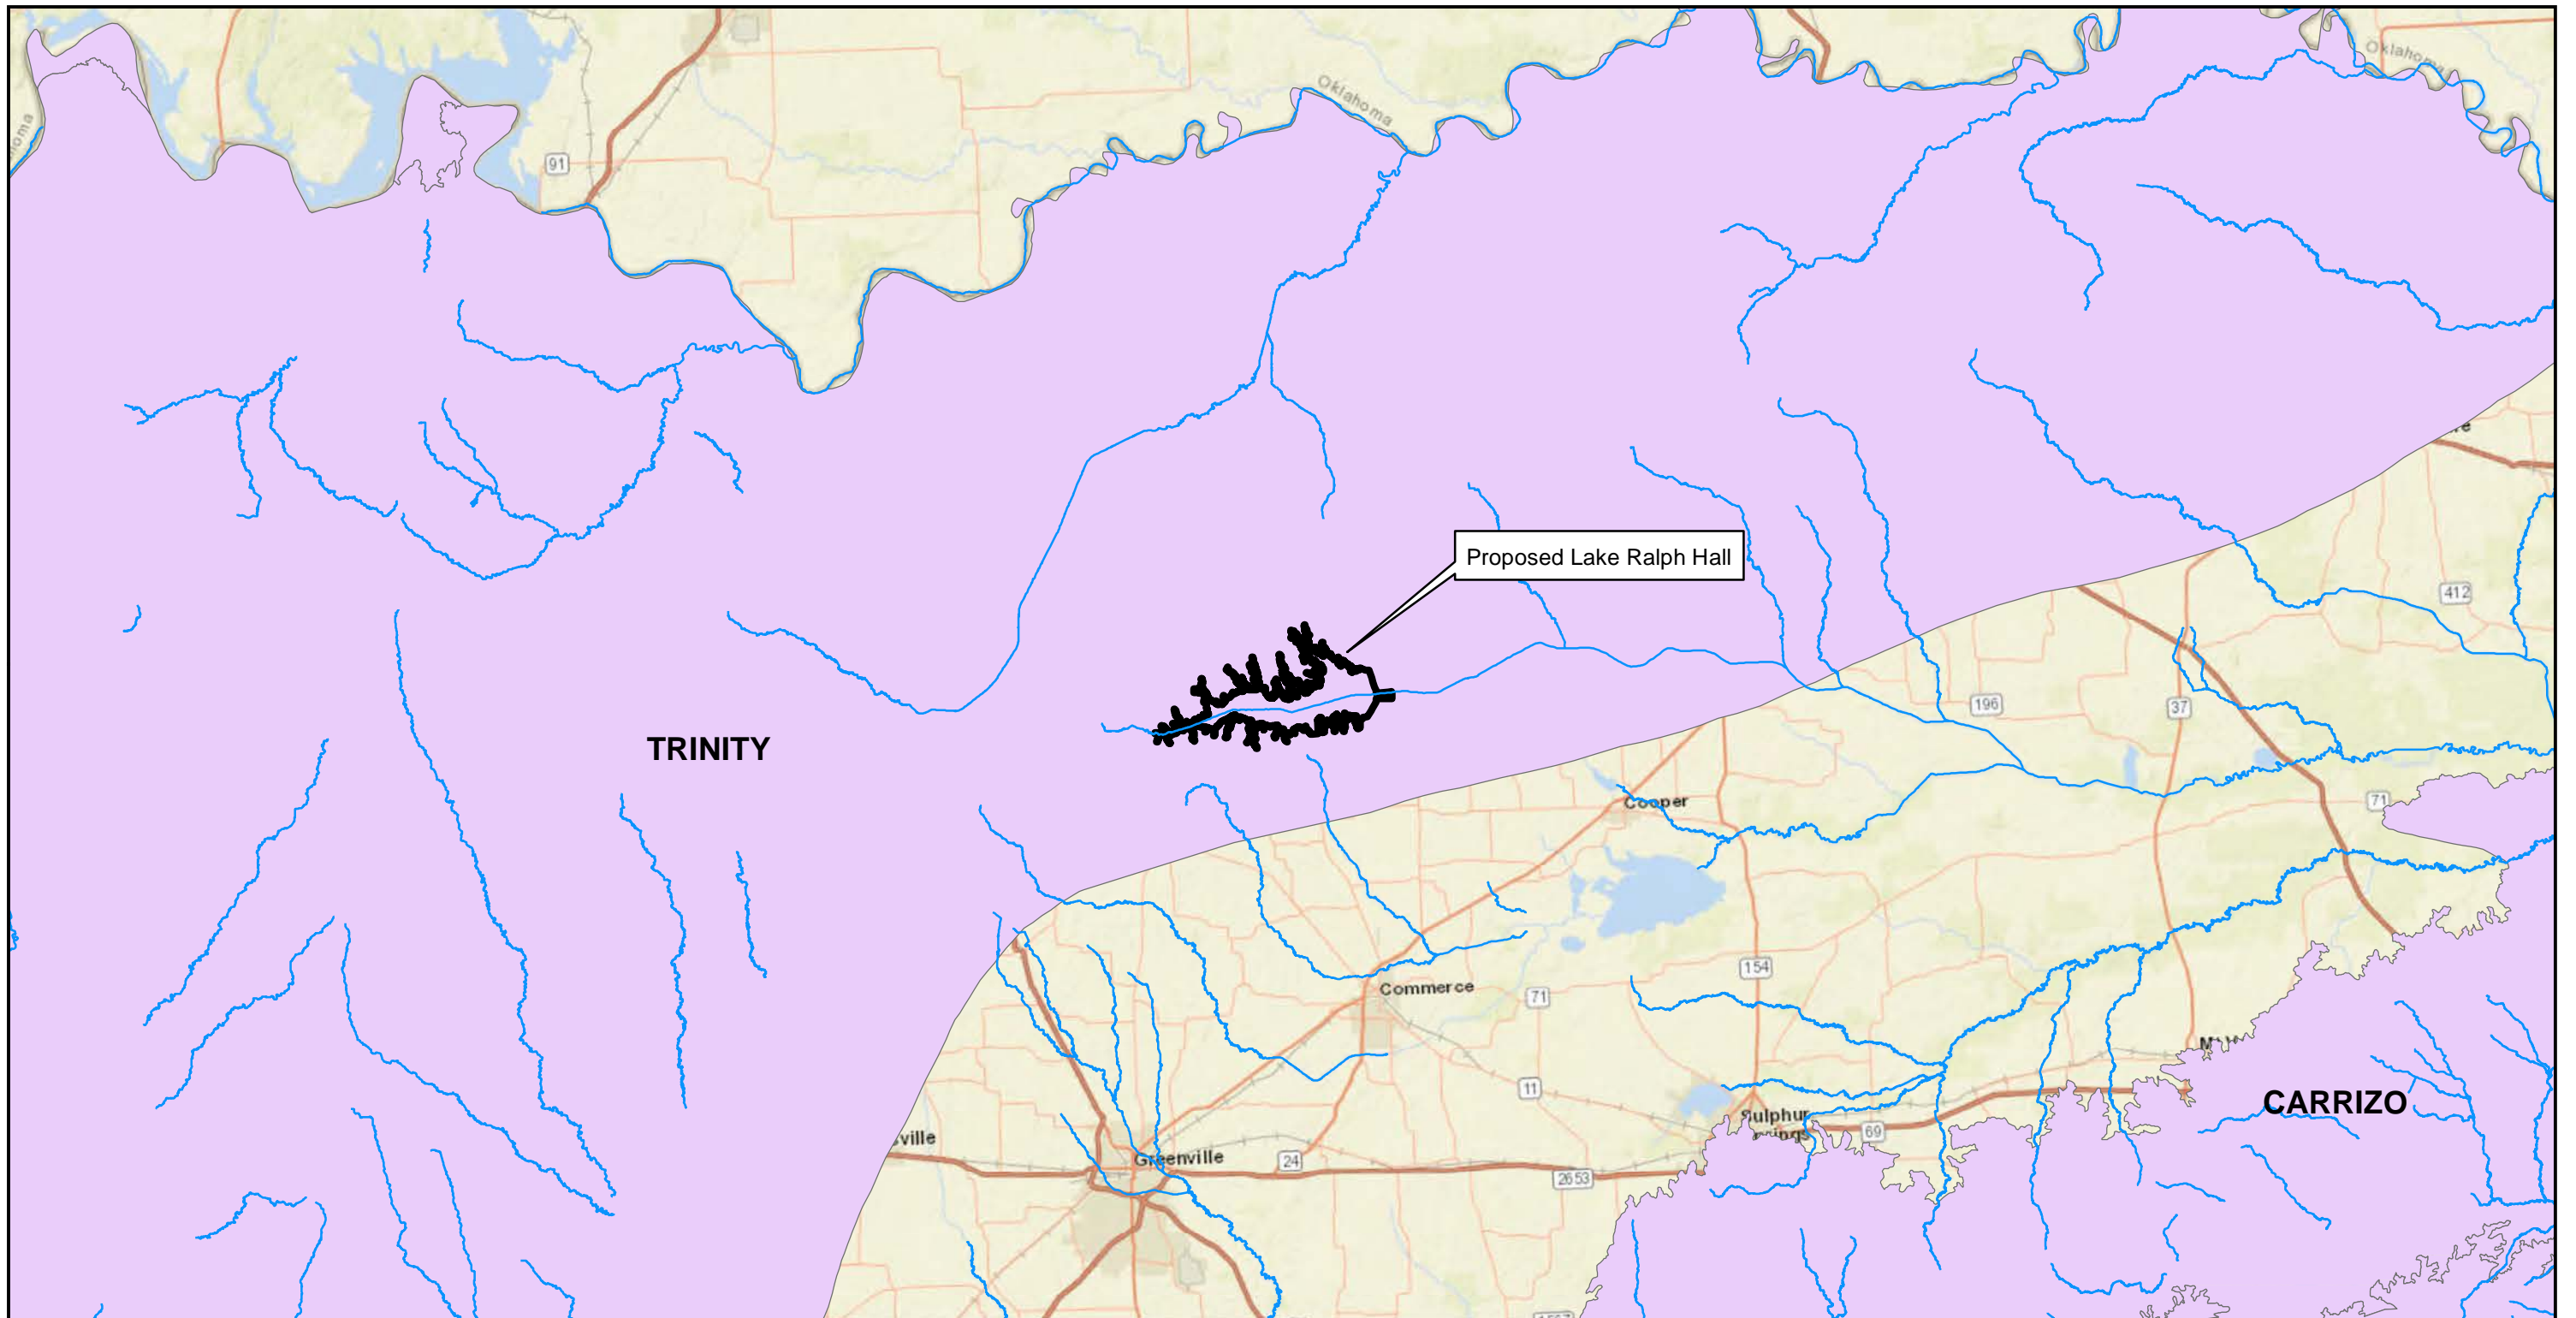 Oklahoma
Oklahoma
91
Proposed Lake Ralph Hall
412
196
37
TRINITY
71
Cooper
154
Commerce
71
11
CARRIZO
Sulphur
69
ville
Greenville
24
2653